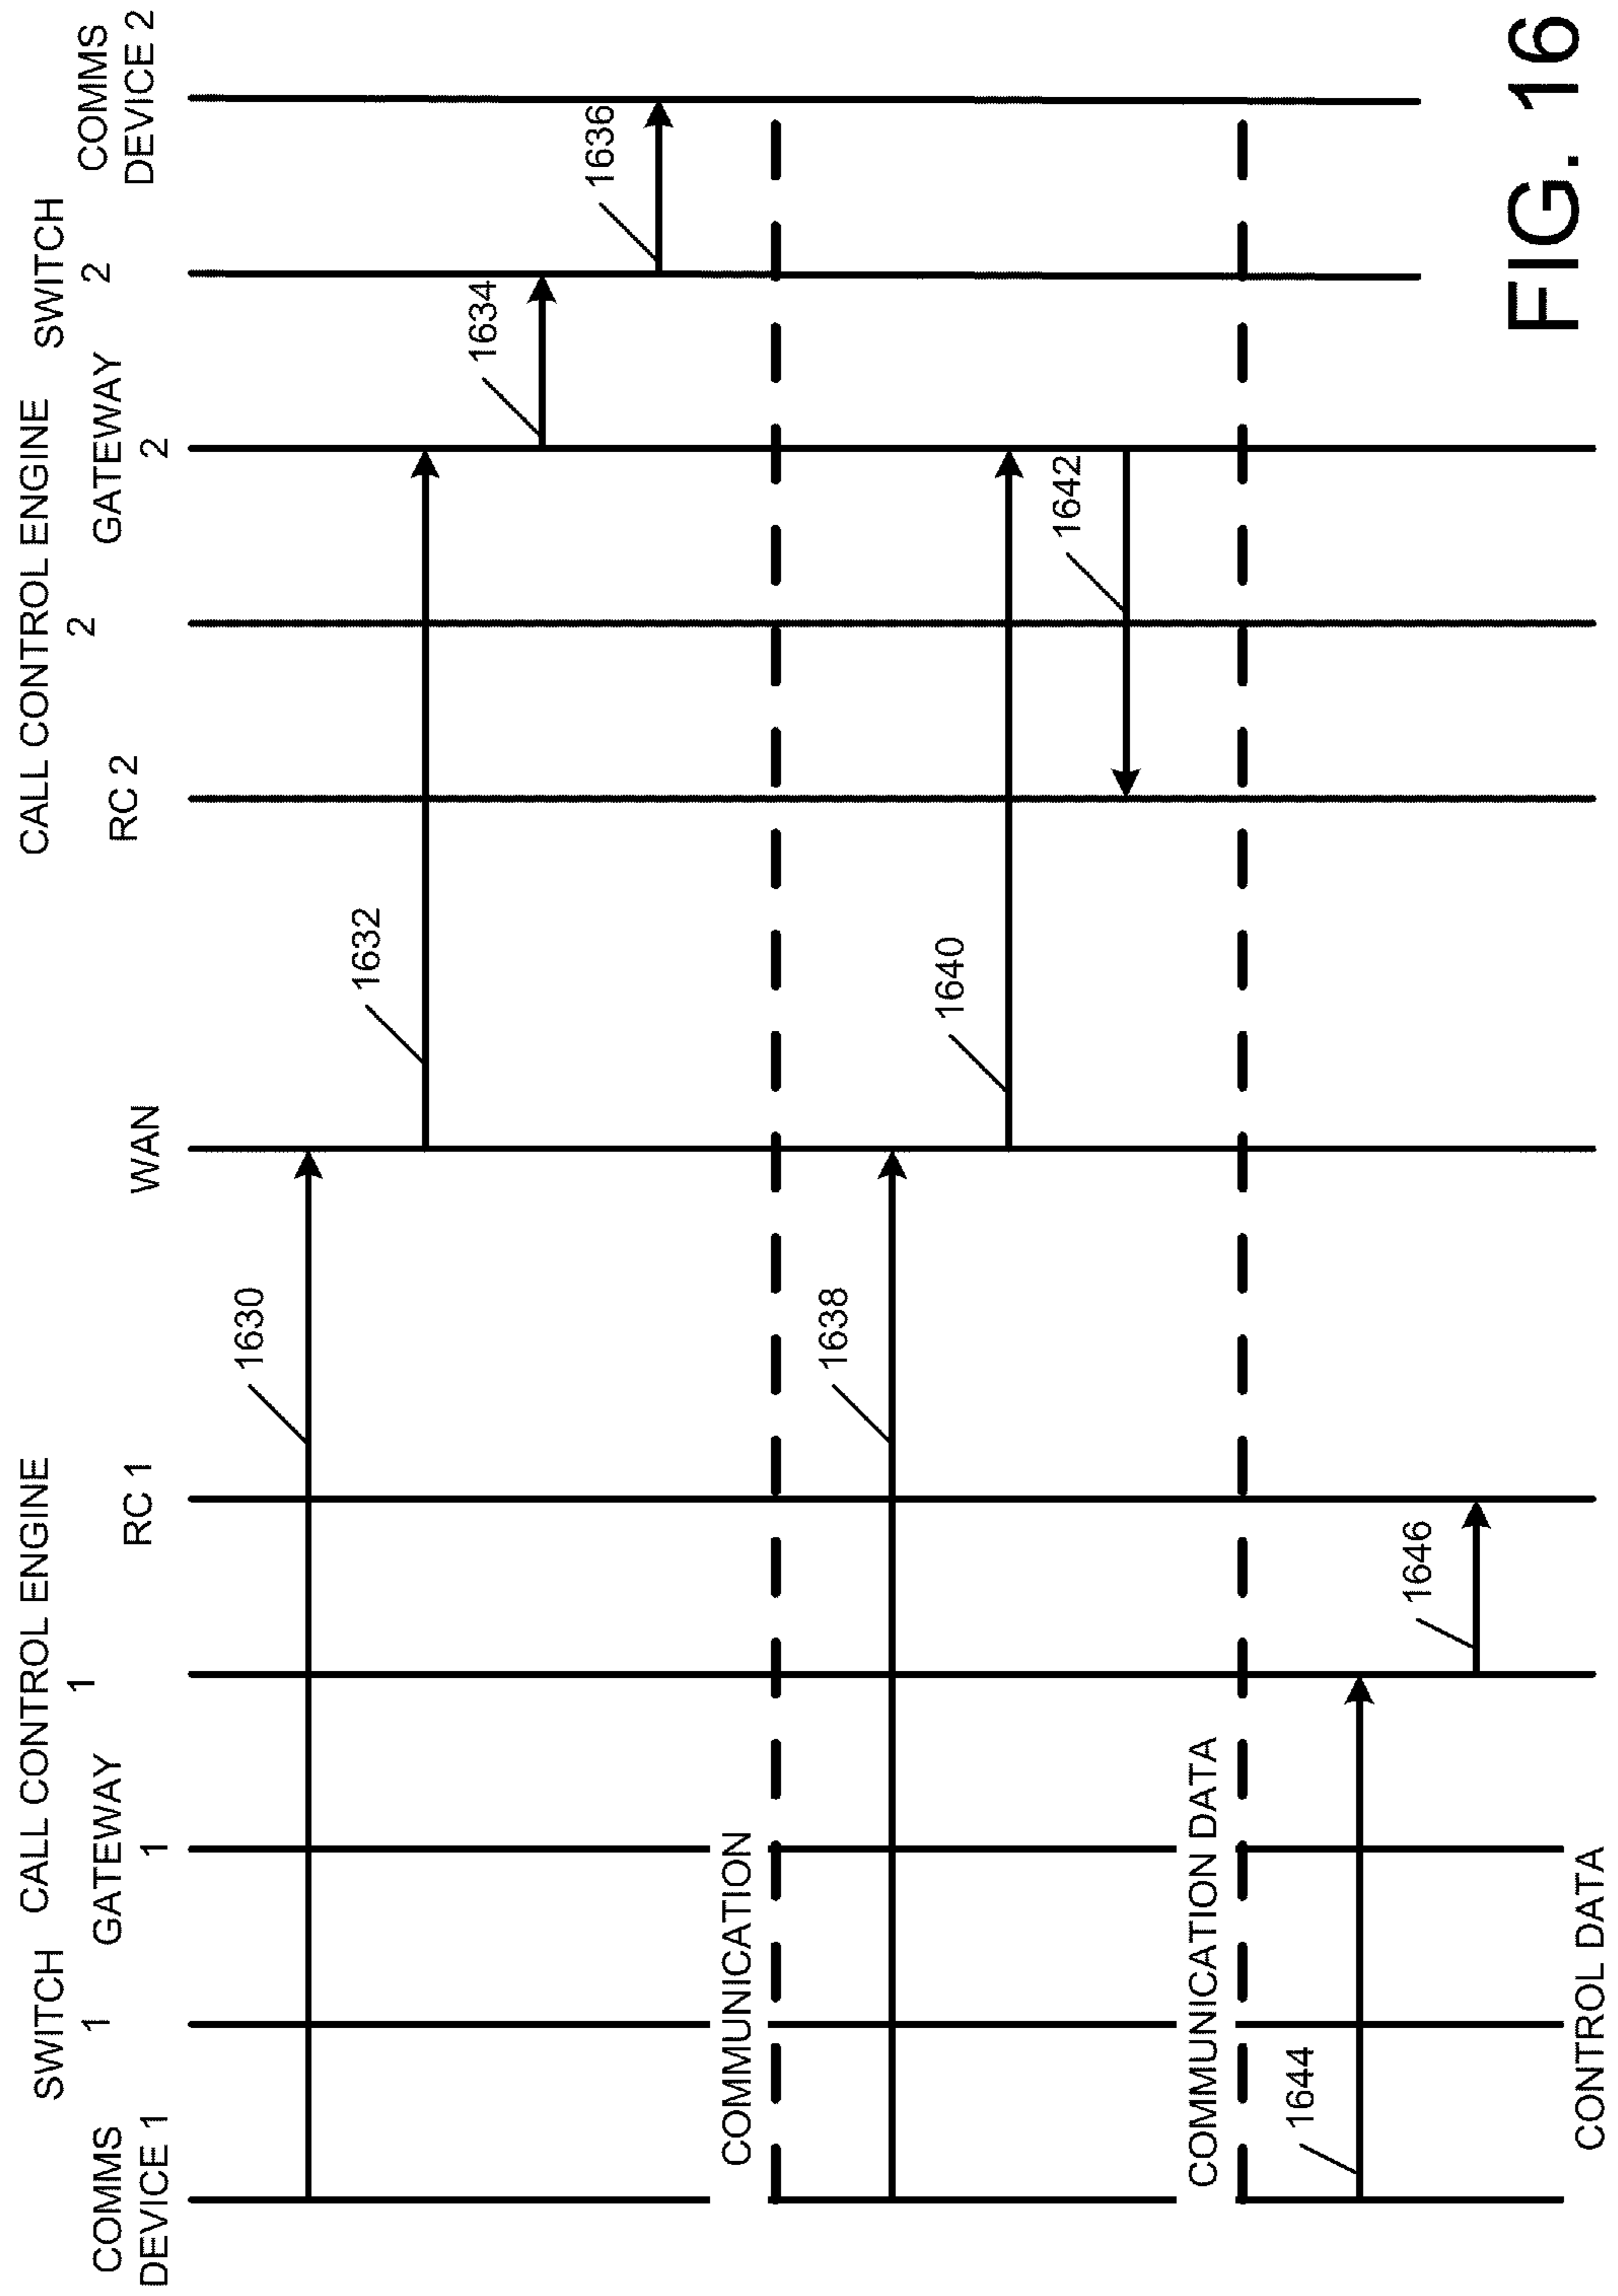 COMMS
DEVICE 1
SWITCH
1
GATEWAY
1
CALL CONTROL ENGINE
1
RC 1
WAN
RC 2
CALL CONTROL ENGINE
2
GATEWAY
2
SWITCH
2
COMMS
DEVICE 2
1630
1632
1634
1636
COMMUNICATION
1638
1640
1642
COMMUNICATION DATA
1644
1646
CONTROL DATA
FIG. 16